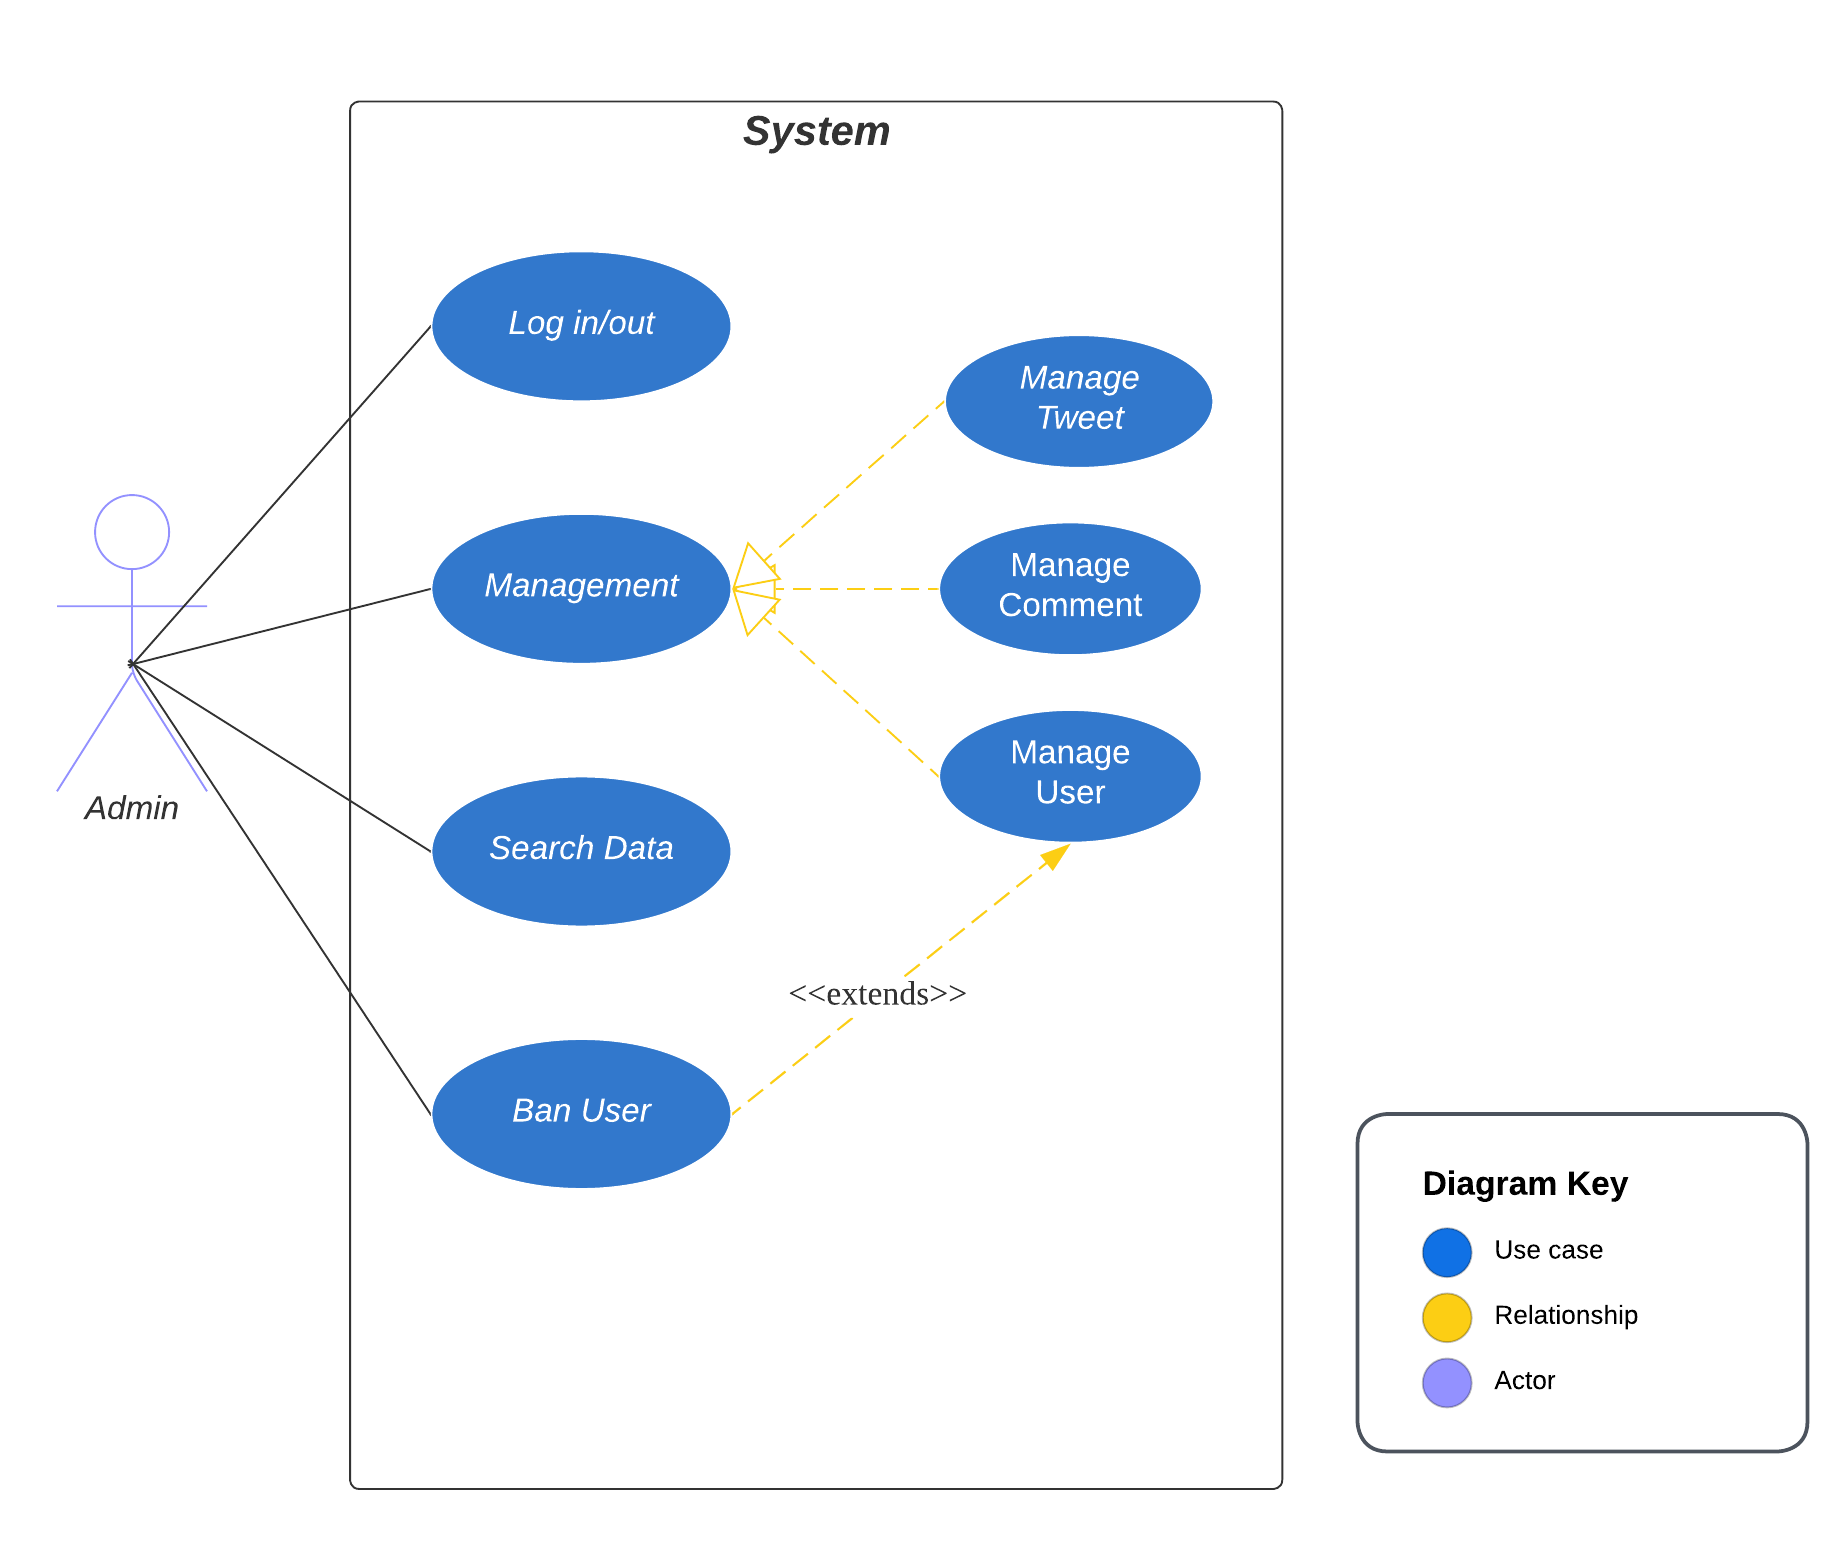 System
Log in/out
Manage
Tweet
Management
Manage
Comment
Manage
User
Admin
Search Data
<<extends>>
Ban User
Diagram Key
Use case
Relationship
Actor